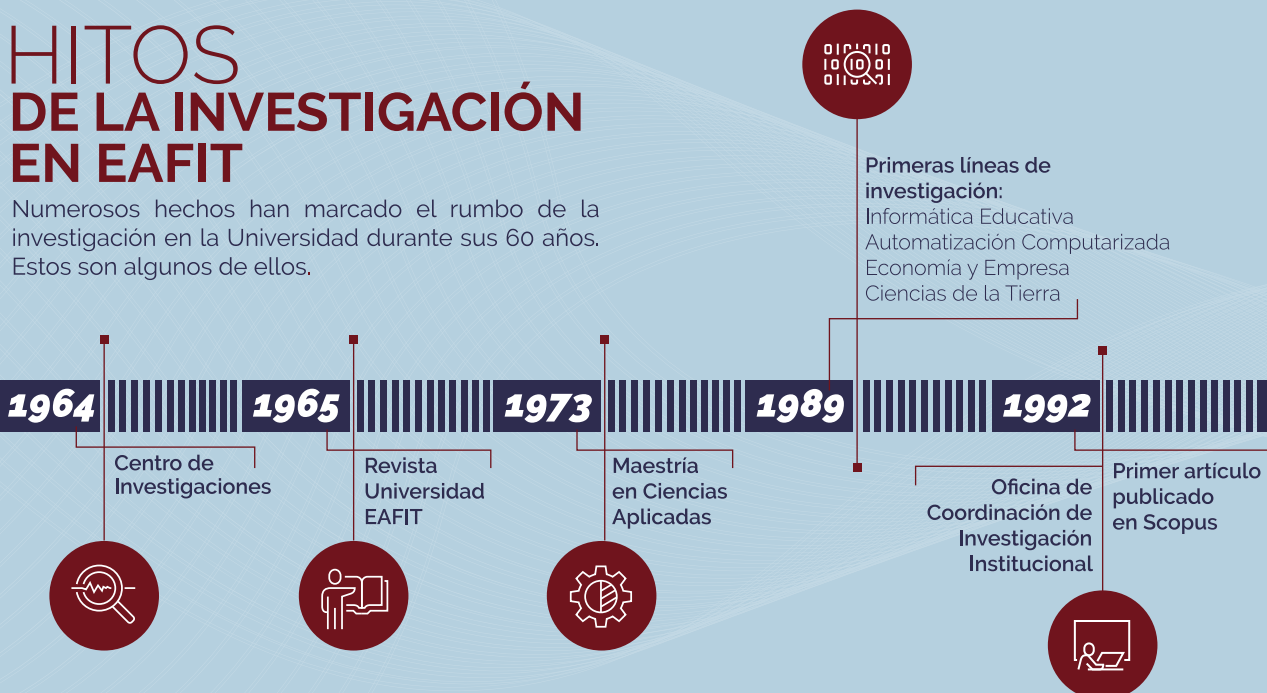 HITOS
DE LA INVESTIGACIÓN
EN EAFIT
Numerosos hechos han marcado el rumbo de la
investigación en la Universidad durante sus 60 años.
Estos son algunos de ellos.
1964
Centro de
Investigaciones
1965
Revista
Universidad
EAFIT
1973
Maestría
en Ciencias
Aplicadas
1989
Primeras líneas de
investigación:
Informática Educativa
Automatización Computarizada
Economía y Empresa
Ciencias de la Tierra
1992
Oficina de
Coordinación de
Investigación
Institucional
Primer artículo
publicado
en Scopus